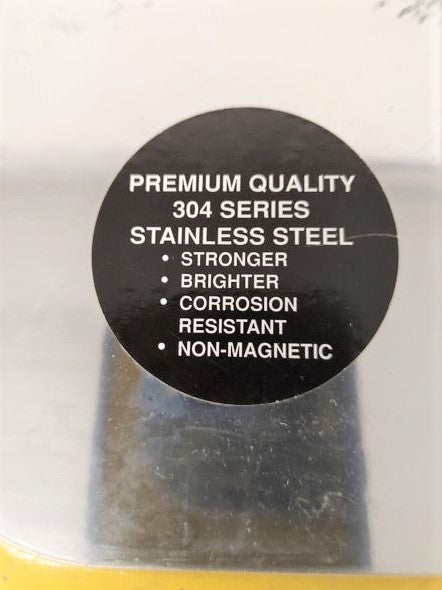 PREMIUM QUALITY
304 SERIES
STAINLESS STEEL
• STRONGER
• BRIGHTER
• CORROSION
RESISTANT
• NON-MAGNETIC